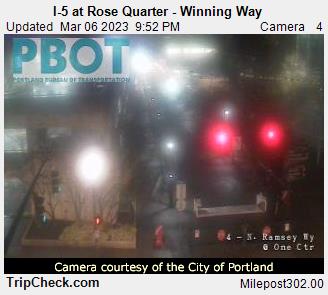 I-5 at Rose Quarter - Winning Way
Updated Mar 06 2023 9:52 PM Camera 4
PBOT
PORTLAND BUREAU OF TRANSPORTATION
4 - N. Ramsey Wy
@ One Ctr
Camera courtesy of the City of Portland
TripCheck.com Milepost302.00